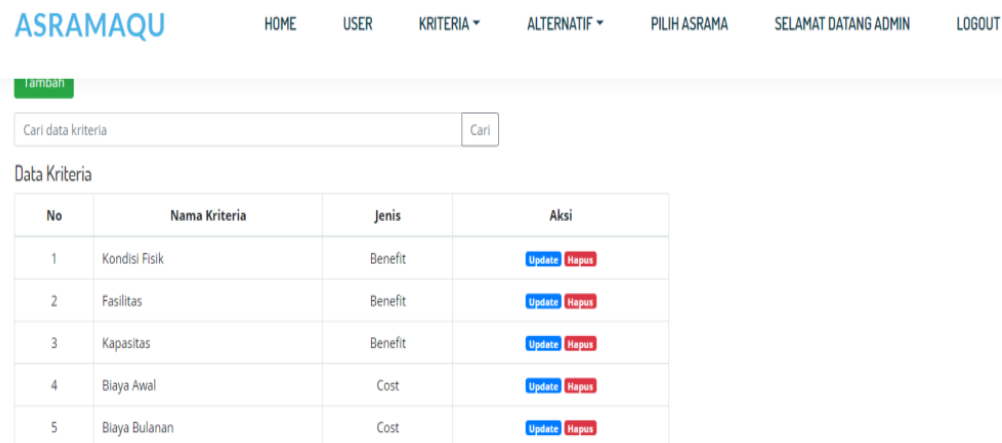 ASRAMAQU HOME USER KRITERIA ALTERNATIF PILIH ASRAMA SELAMAT DATANG ADMIN LOGOUT
Tambah
Cari data kriteria Cari
Data Kriteria
No Nama Kriteria Jenis Aksi
1 Kondisi Fisik Benefit Update Hapus
2 Fasilitas Benefit Update Hapus
3 Kapasitas Benefit Update Hapus
4 Biaya Awal Cost Update Hapus
5 Biaya Bulanan Cost Update Hapus